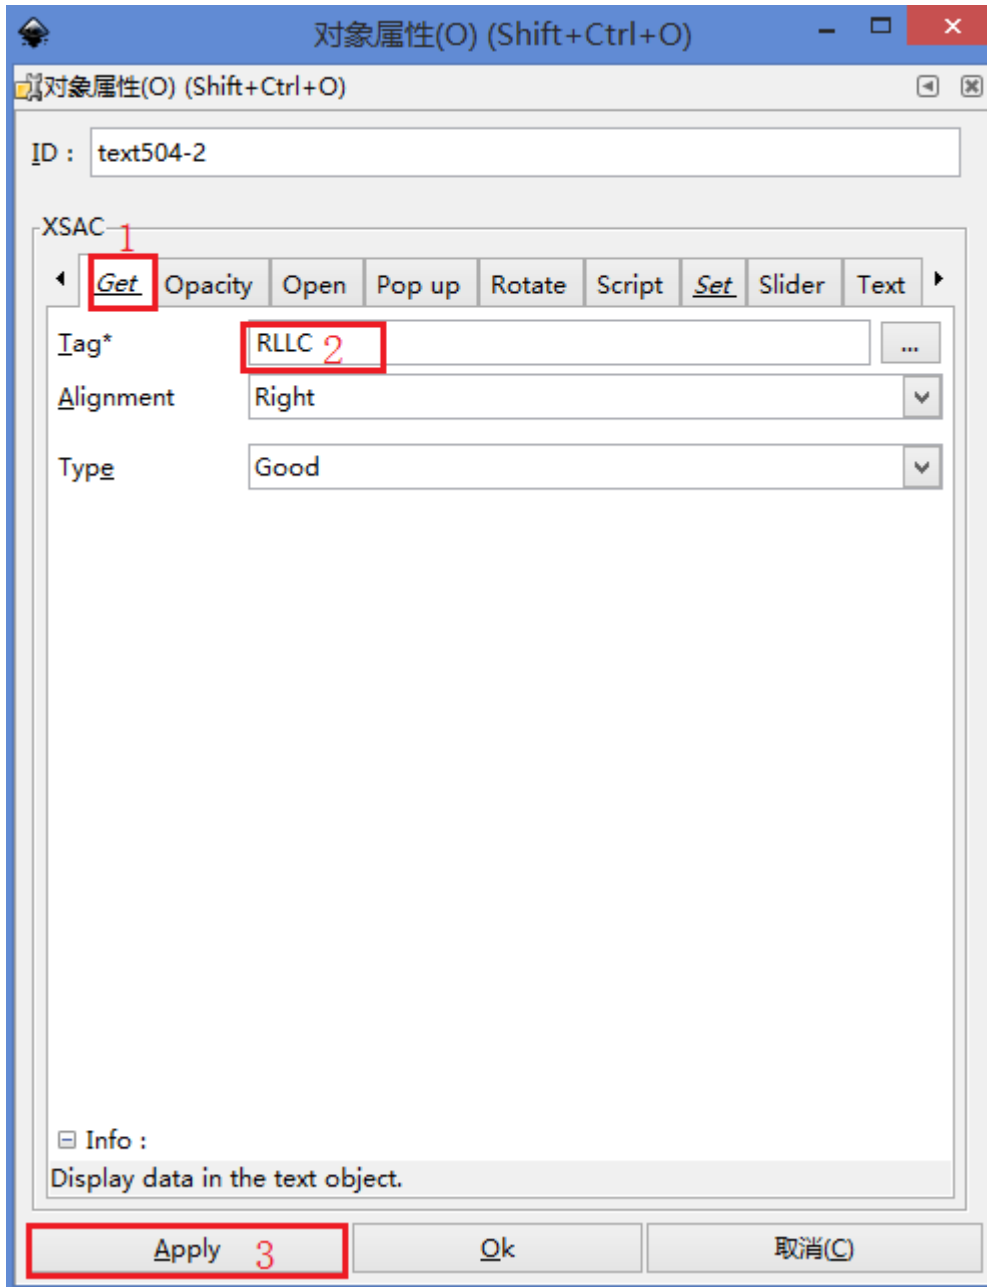 对象属性(O) (Shift+Ctrl+O)
对象属性(O) (Shift+Ctrl+O)
ID : text504-2
XSAC
1
Get Opacity Open Pop up Rotate Script Set Slider Text
Tag* RLLC 2 ...
Alignment Right
Type Good
Info :
Display data in the text object.
Apply 3 Ok 取消(C)